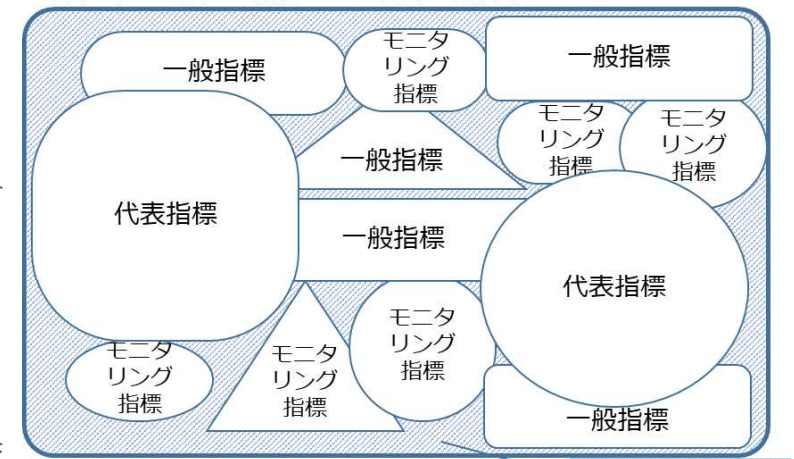 モニタ
リング
指標
一般指標
一般指標
モニタ
リング
指標
モニタ
リング
指標
一般指標
代表指標
一般指標
代表指標
モニタ
リング
指標
モニタ
リング
指標
モニタ
リング
指標
一般指標